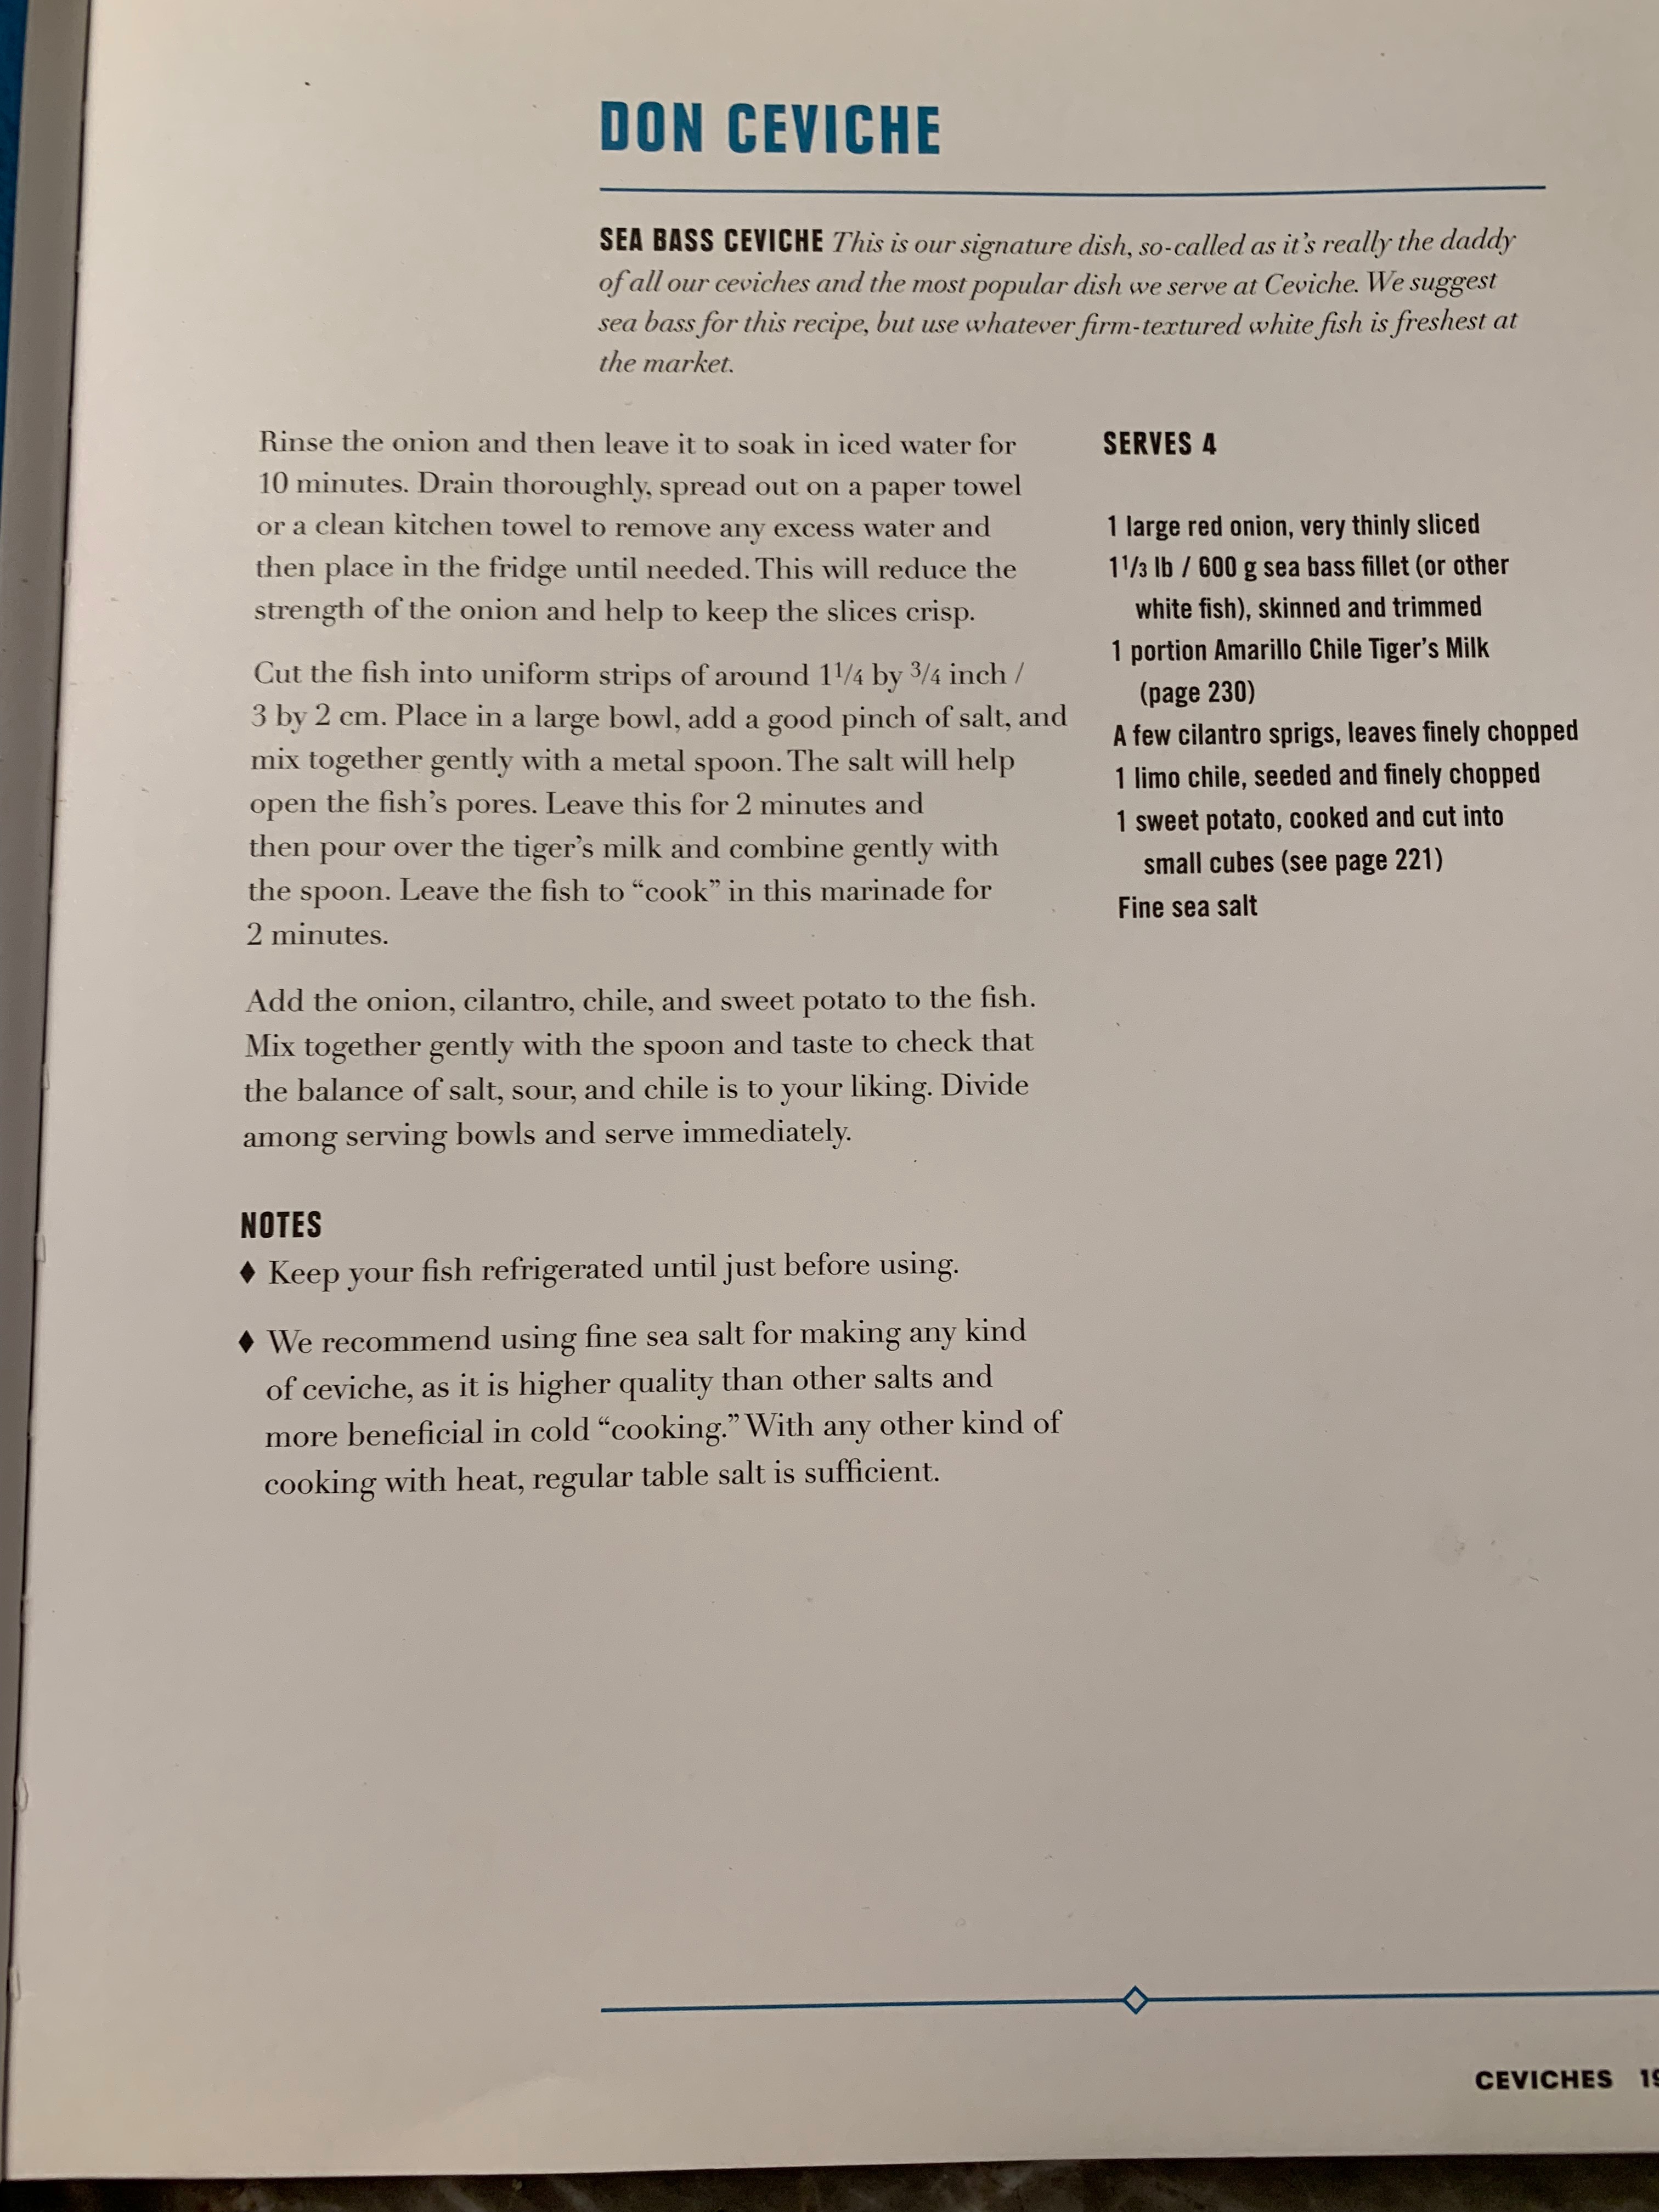 DON CEVICHE
SEA BASS CEVICHE This is our signature dish, so-called as it's really the daddy
of all our ceviches and the most popular dish we serve at Ceviche. We suggest
sea bass for this recipe, but use whatever firm-textured white fish is freshest at
the market.
Rinse the onion and then leave it to soak in iced water for
10 minutes. Drain thoroughly, spread out on a paper towel
or a clean kitchen towel to remove any excess water and
then place in the fridge until needed. This will reduce the
strength of the onion and help to keep the slices crisp.
Cut the fish into uniform strips of around 1 1/4 by 3/4 inch /
3 by 2 cm. Place in a large bowl, add a good pinch of salt, and
mix together gently with a metal spoon. The salt will help
open the fish's pores. Leave this for 2 minutes and
then pour over the tiger's milk and combine gently with
the spoon. Leave the fish to “cook” in this marinade for
2 minutes.
Add the onion, cilantro, chile, and sweet potato to the fish.
Mix together gently with the spoon and taste to check that
the balance of salt, sour, and chile is to your liking. Divide
among serving bowls and serve immediately.
NOTES
♦ Keep your fish refrigerated until just before using.
♦ We recommend using fine sea salt for making any kind
of ceviche, as it is higher quality than other salts and
more beneficial in cold “cooking.” With any other kind of
cooking with heat, regular table salt is sufficient.
SERVES 4
1 large red onion, very thinly sliced
1 1/3 lb / 600 g sea bass fillet (or other
white fish), skinned and trimmed
1 portion Amarillo Chile Tiger's Milk
(page 230)
A few cilantro sprigs, leaves finely chopped
1 limo chile, seeded and finely chopped
1 sweet potato, cooked and cut into
small cubes (see page 221)
Fine sea salt
CEVICHES